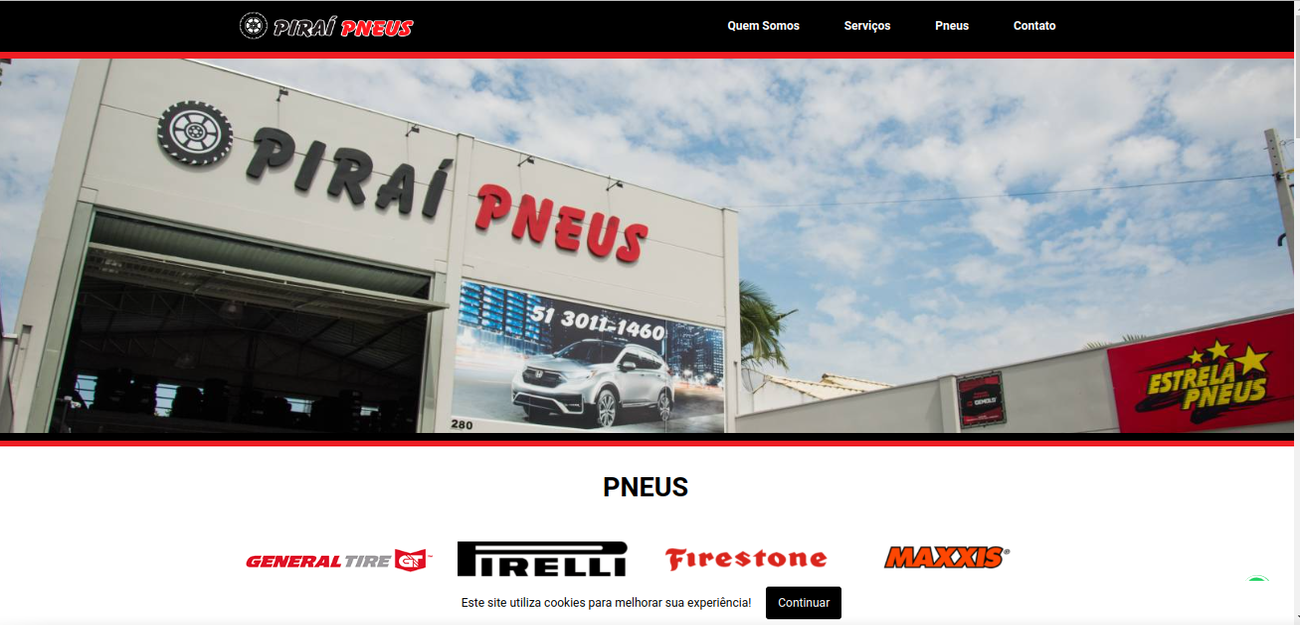 PIRAÍ PNEUS
Quem Somos
Serviços
Pneus
Contato
PIRAÍ PNEUS
51 3011-1460
280
ESTRELA
PNEUS
PNEUS
GENERAL TIRE GT
PIRELLI
Firestone
MAXXIS®
Este site utiliza cookies para melhorar sua experiência!
Continuar